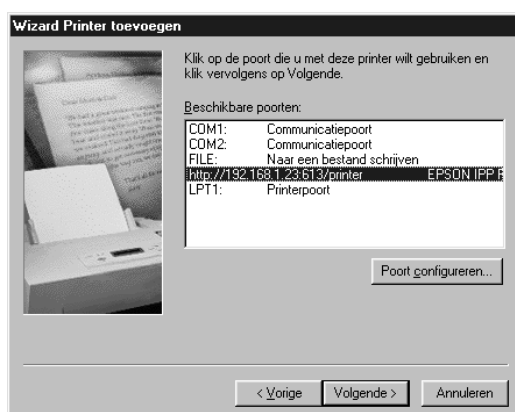 Wizard Printer toevoegen
Klik op de poort die u met deze printer wilt gebruiken en
klik vervolgens op Volgende.
Beschikbare poorten:
COM1: Communicatiepoort
COM2: Communicatiepoort
FILE: Naar een bestand schrijven
http://192.168.1.23:613/printer EPSON IPP P
LPT1: Printerpoort
Poort configureren...
< Vorige Volgende > Annuleren